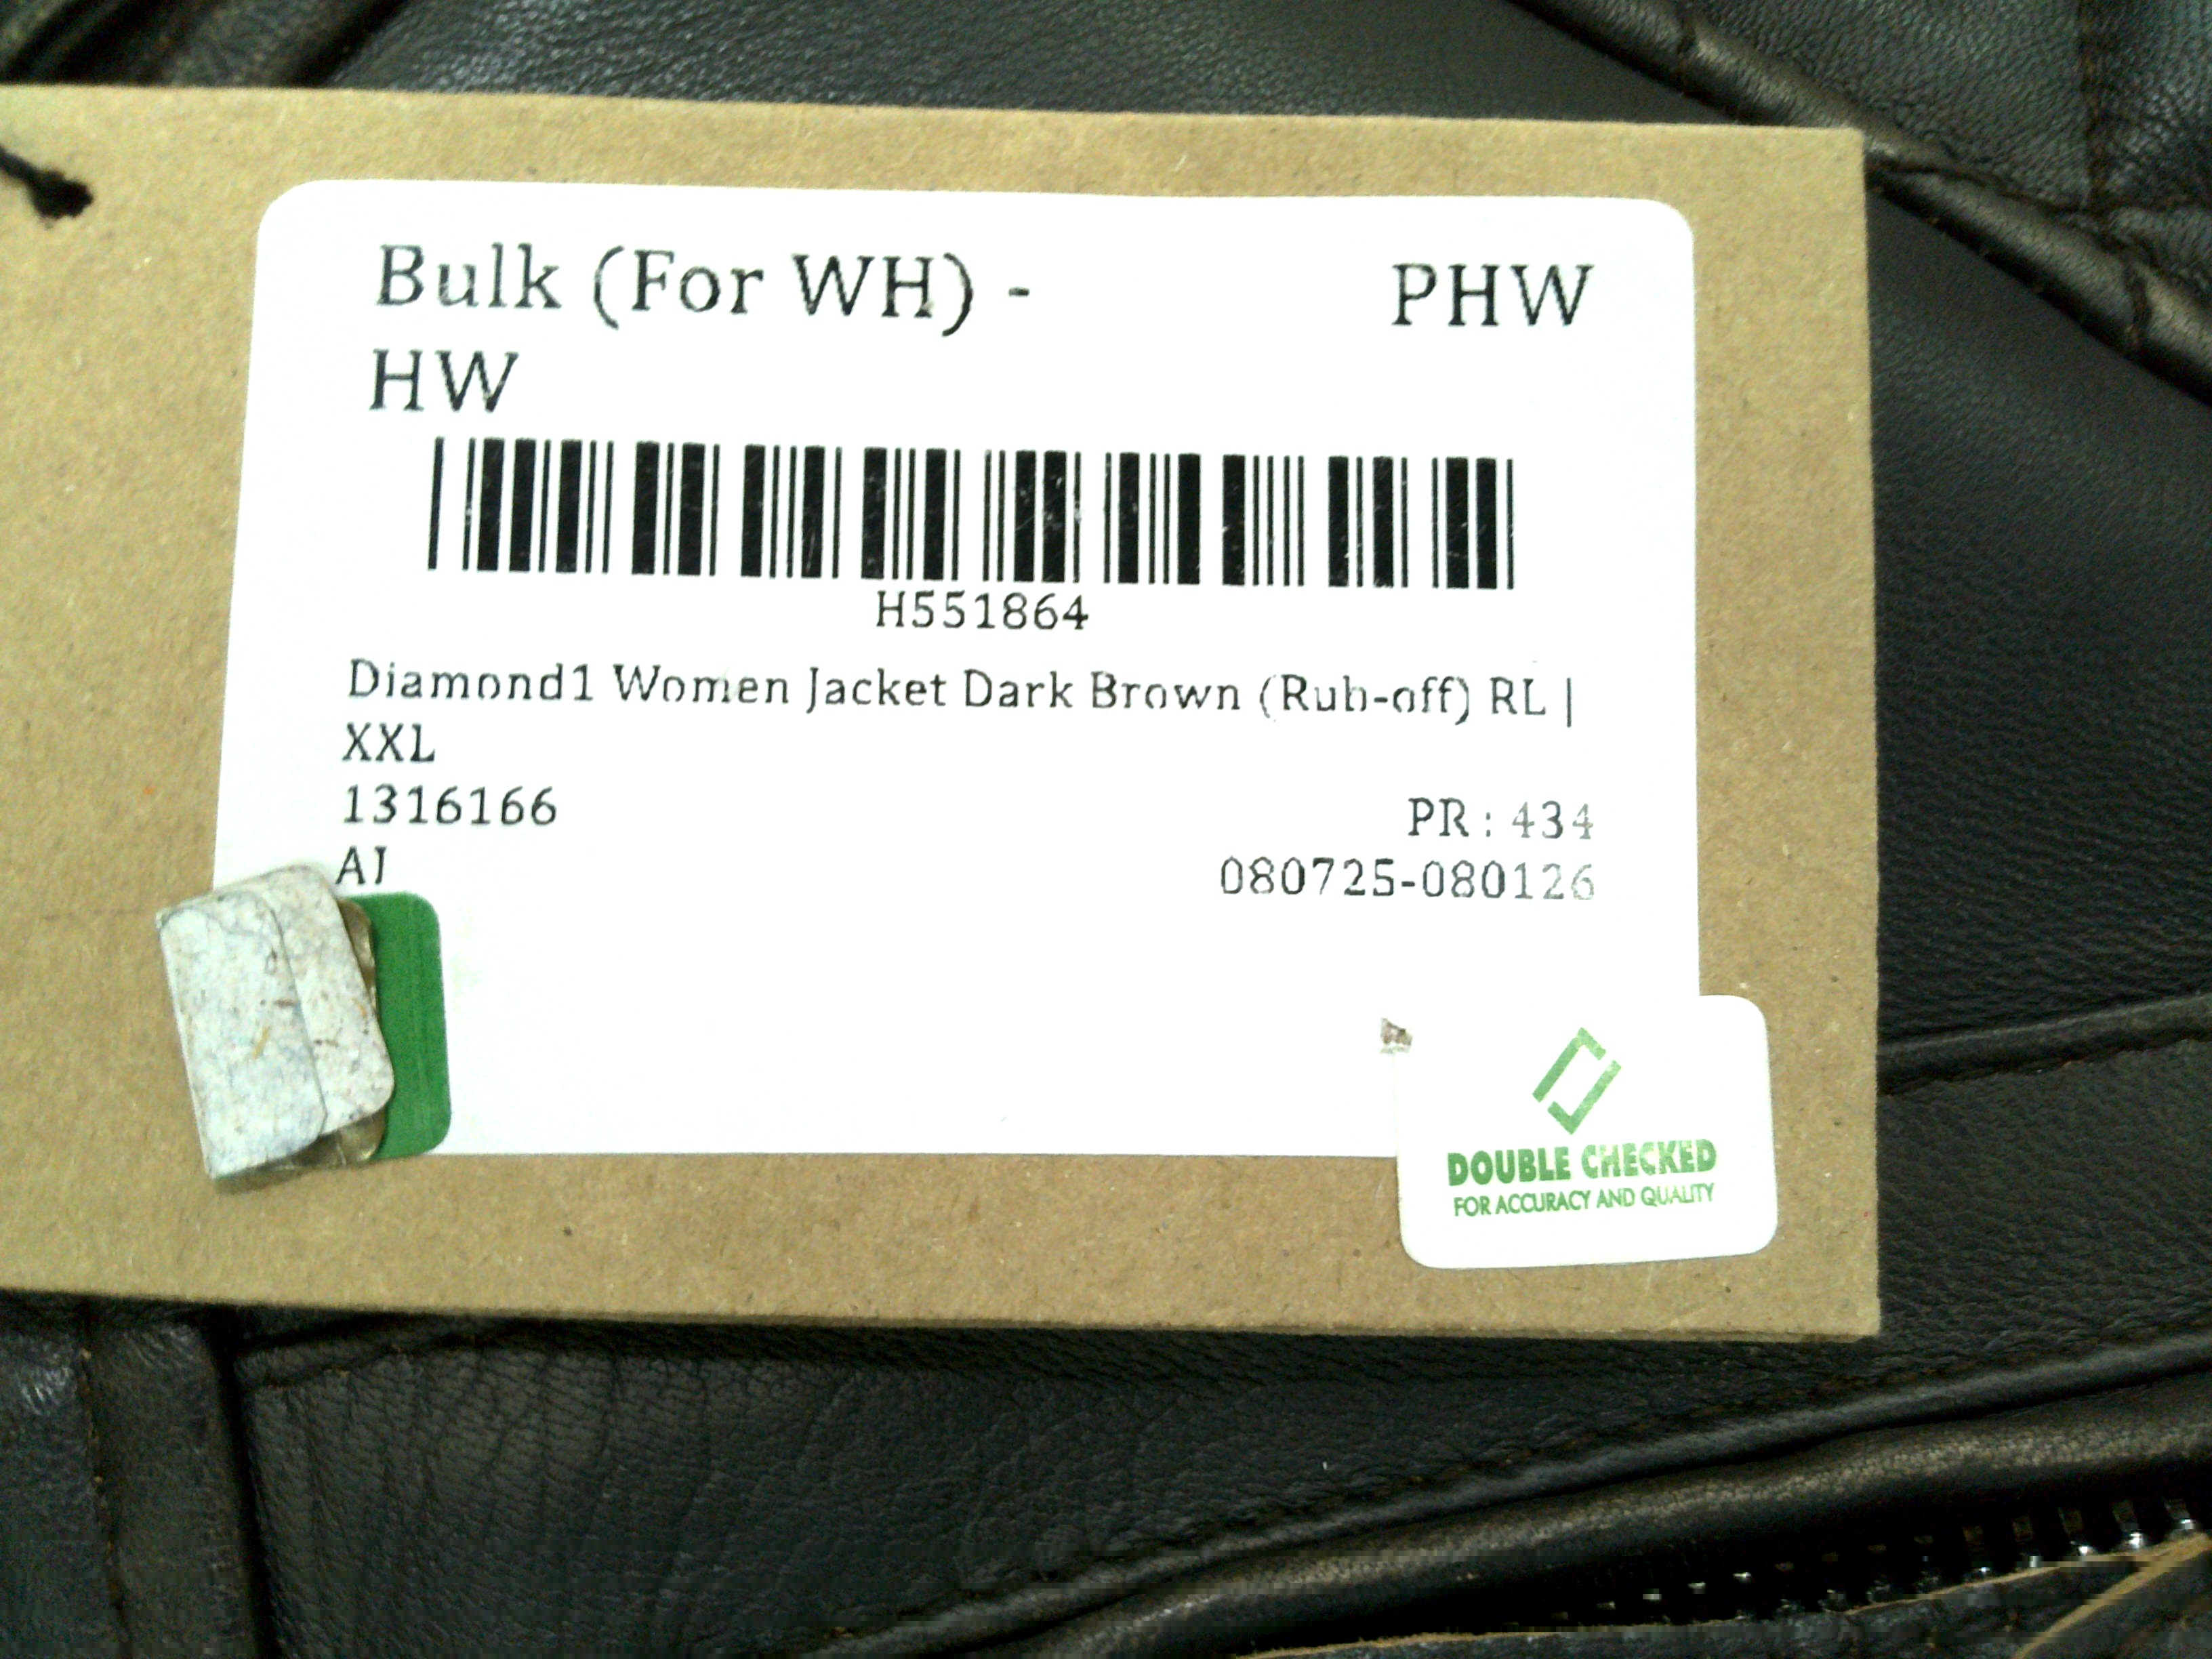 Bulk (For WH) - PHW
HW
H551864
Diamond1 Women Jacket Dark Brown (Rub-off) RL |
XXL
1316166 PR : 434
AI 080725-080126
DOUBLE CHECKED
FOR ACCURACY AND QUALITY